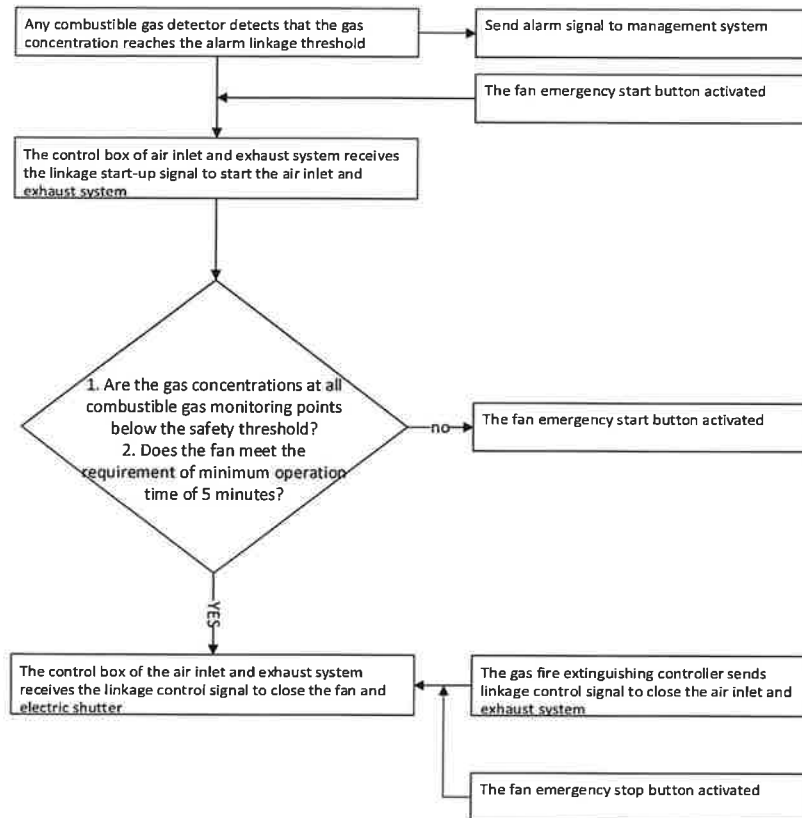 Any combustible gas detector detects that the gas
concentration reaches the alarm linkage threshold
Send alarm signal to management system
The fan emergency start button activated
The control box of air inlet and exhaust system receives
the linkage start-up signal to start the air inlet and
exhaust system
1. Are the gas concentrations at all
combustible gas monitoring points
below the safety threshold?
2. Does the fan meet the
requirement of minimum operation
time of 5 minutes?
no
The fan emergency start button activated
YES
The control box of the air inlet and exhaust system
receives the linkage control signal to close the fan and
electric shutter
The gas fire extinguishing controller sends
linkage control signal to close the air inlet and
exhaust system
The fan emergency stop button activated